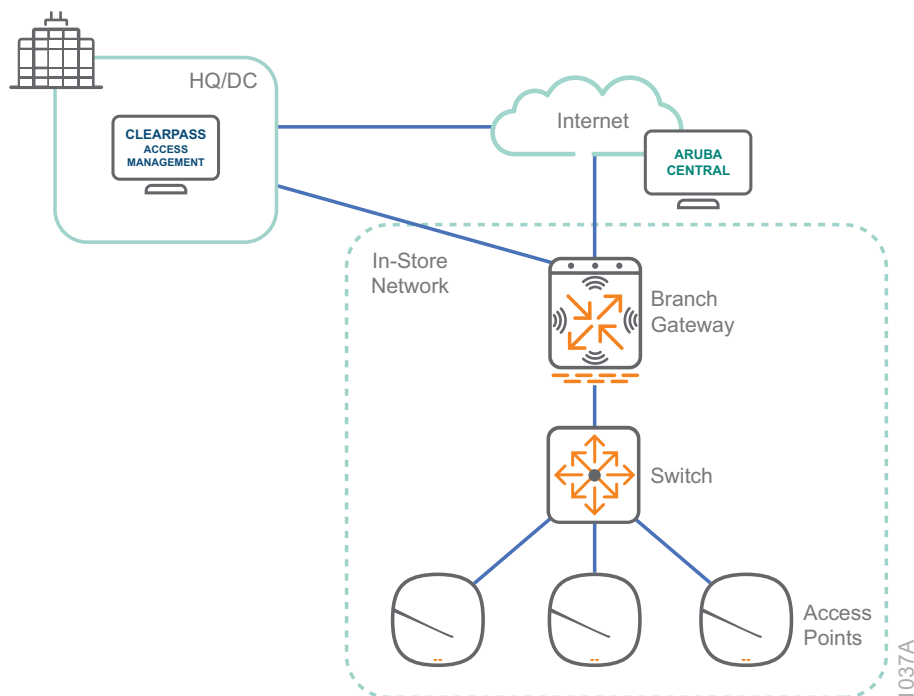 HQ/DC
CLEARPASS
ACCESS
MANAGEMENT
Internet
ARUBA
CENTRAL
In-Store
Network
Branch
Gateway
Switch
Access
Points
1037A